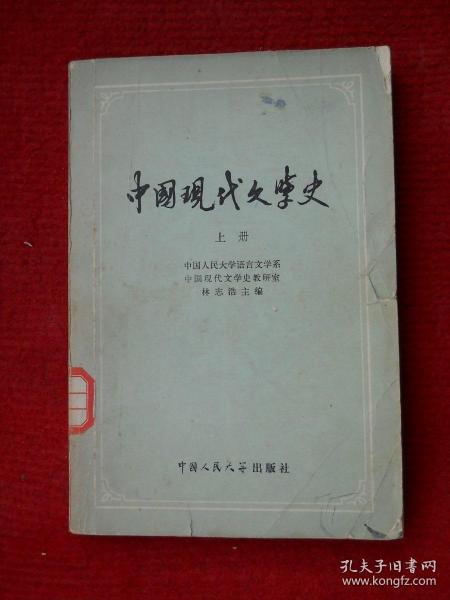 中國現代文学史
上册
中国人民大学语言文学系
中国现代文学史教研室
林志浩主编
中国人民大学出版社
孔夫子旧书网
www.kongfz.com